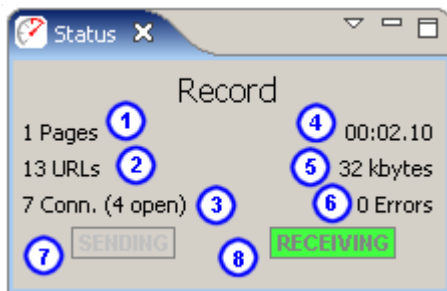 Status
Record
1 Pages 1 4 00:02.10
13 URLs 2 5 32 kbytes
7 Conn. (4 open) 3 6 0 Errors
7 SENDING 8 RECEIVING